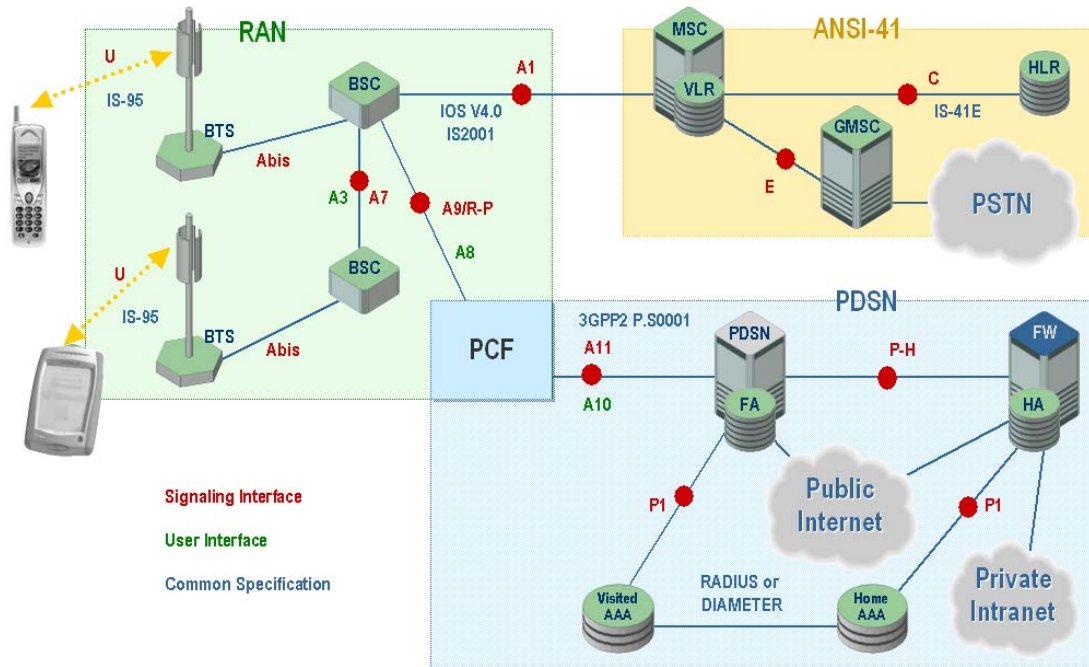 RAN
ANSI-41
U
IS-95
BTS
Abis
BSC
A1
IOS V4.0
IS2001
MSC
VLR
C
IS-41E
HLR
GMSC
E
PSTN
A3
A7
A9/R-P
A8
U
IS-95
BTS
Abis
BSC
PCF
PDSN
3GPP2 P.S0001
A11
A10
PDSN
FA
P-H
FW
HA
P1
Public
Internet
P1
Private
Intranet
Visited
AAA
RADIUS or
DIAMETER
Home
AAA
Signaling Interface
User Interface
Common Specification